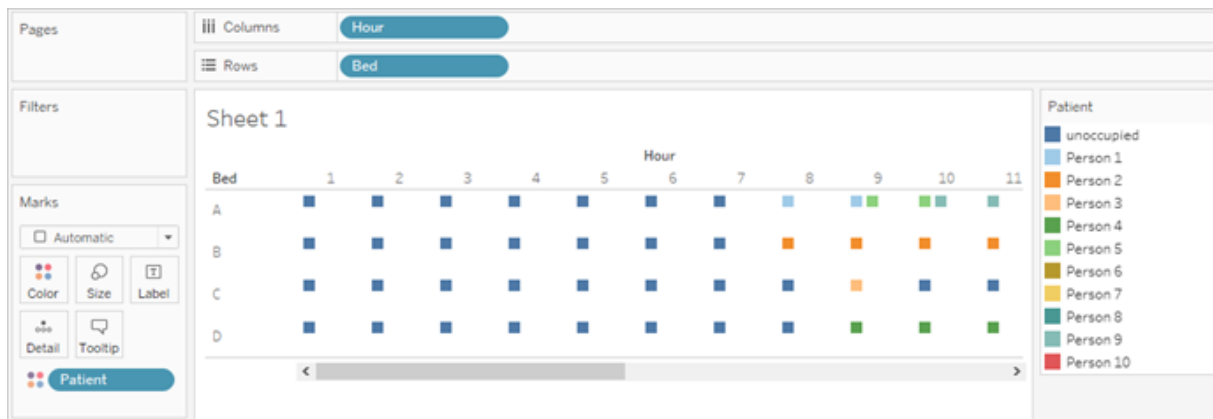 Pages
Columns
Hour
Rows
Bed
Filters
Sheet 1
Hour
Bed 1 2 3 4 5 6 7 8 9 10 11
A
B
C
D
Marks
Automatic
Color Size Label
Detail Tooltip
Patient
Patient
unoccupied
Person 1
Person 2
Person 3
Person 4
Person 5
Person 6
Person 7
Person 8
Person 9
Person 10